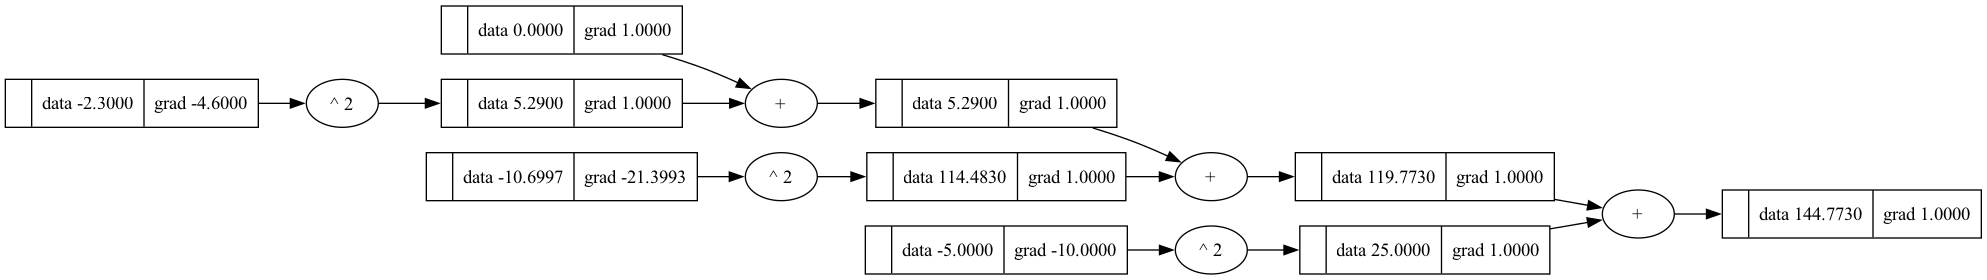 data 0.0000 grad 1.0000
data -2.3000 grad -4.6000 ^ 2 data 5.2900 grad 1.0000 + data 5.2900 grad 1.0000
data -10.6997 grad -21.3993 ^ 2 data 114.4830 grad 1.0000 + data 119.7730 grad 1.0000
+ data 144.7730 grad 1.0000
data -5.0000 grad -10.0000 ^ 2 data 25.0000 grad 1.0000